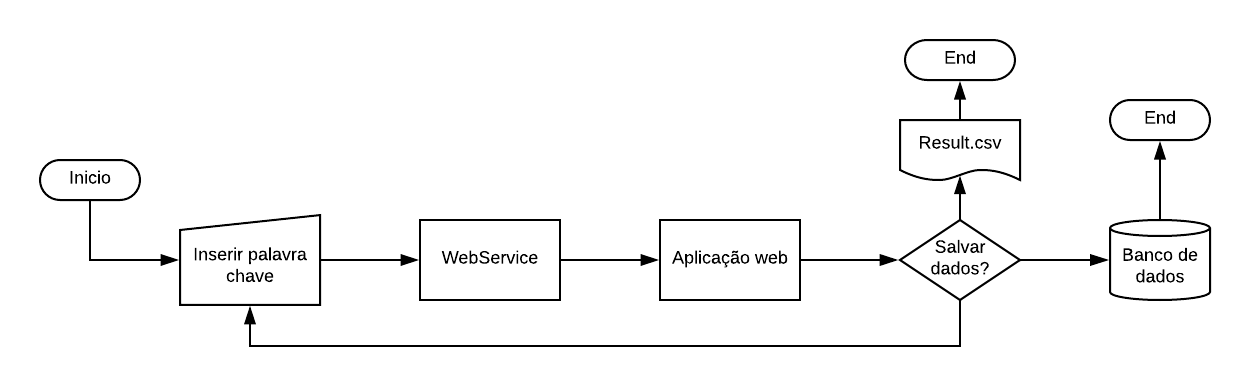 Inicio
Inserir palavra
chave
WebService
Aplicação web
Salvar
dados?
Result.csv
End
Banco de
dados
End